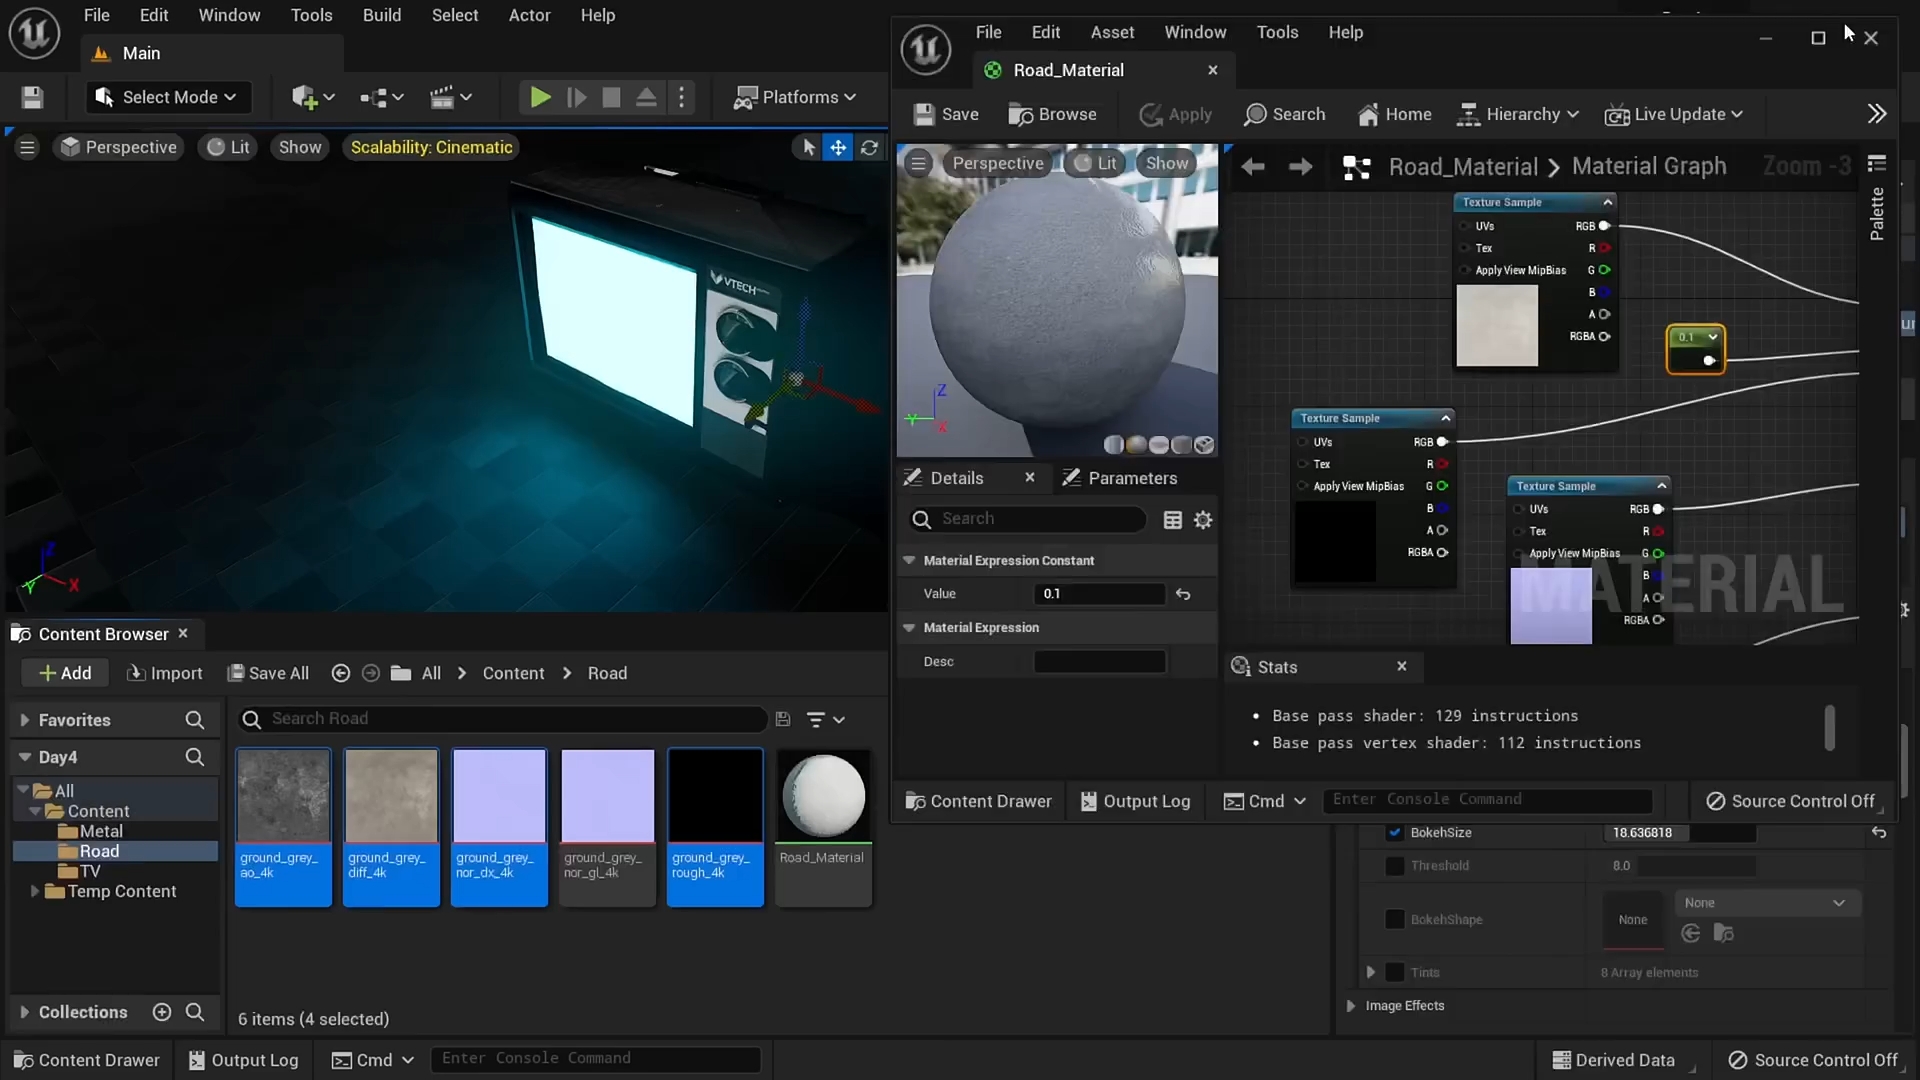 File Edit Window Tools Build Select Actor Help
Main
Select Mode
Platforms
Perspective Lit Show Scalability: Cinematic
VTECH
Z
Y
X
Content Browser
Add Import Save All All Content Road
Favorites
Search Road
Day4
All
Content
Metal
Road
TV
Temp Content
ground_grey_
ao_4k
ground_grey_
diff_4k
ground_grey_
nor_dx_4k
ground_grey_
nor_gl_4k
ground_grey_
rough_4k
Road_Material
Collections
6 items (4 selected)
Content Drawer Output Log Cmd Enter Console Command Derived Data Source Control Off
File Edit Asset Window Tools Help
Road_Material
Save Browse Apply Search Home Hierarchy Live Update
Perspective Lit Show
Z
Y
X
Road_Material Material Graph Zoom -3
Palette
Texture Sample
UVs RGB
Tex R
Apply View MipBias G
B
A
RGBA
0.1
Texture Sample
UVs RGB
Tex R
Apply View MipBias G
B
A
RGBA
Texture Sample
UVs RGB
Tex R
Apply View MipBias G
B
A
RGBA
MATERIAL
Details Parameters
Search
Material Expression Constant
Value 0.1
Material Expression
Desc
Stats
• Base pass shader: 129 instructions
• Base pass vertex shader: 112 instructions
Content Drawer Output Log Cmd Enter Console Command Source Control Off
BokehSize 18.636818
Threshold 8.0
BokehShape None None
Tints 8 Array elements
Image Effects